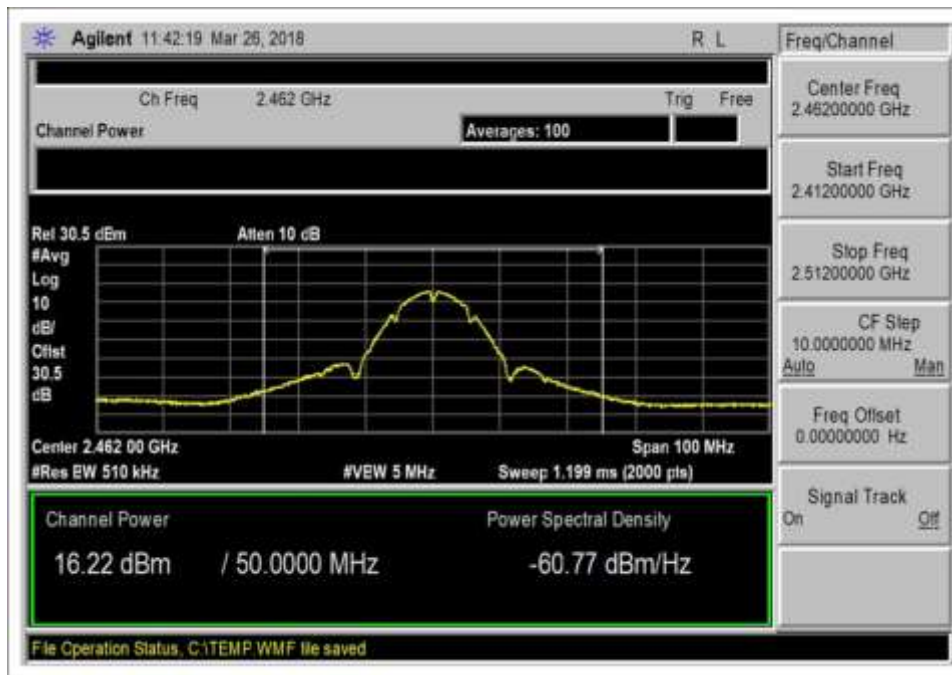 Agilent 11:42:19 Mar 26, 2018 R L
Freq/Channel
Ch Freq 2.462 GHz Trig Free
Channel Power Averages: 100
Center Freq
2.46200000 GHz
Start Freq
2.41200000 GHz
Stop Freq
2.51200000 GHz
CF Step
10.0000000 MHz
Auto Man
Freq Offset
0.00000000 Hz
Signal Track
On Off
Ref 30.5 dBm Atten 10 dB
#Avg
Log
10
dB/
Offst
30.5
dB
Center 2.462 00 GHz Span 100 MHz
#Res BW 510 kHz #VBW 5 MHz Sweep 1.199 ms (2000 pts)
Channel Power Power Spectral Density
16.22 dBm / 50.0000 MHz -60.77 dBm/Hz
File Operation Status, C:\TEMP.WMF file saved